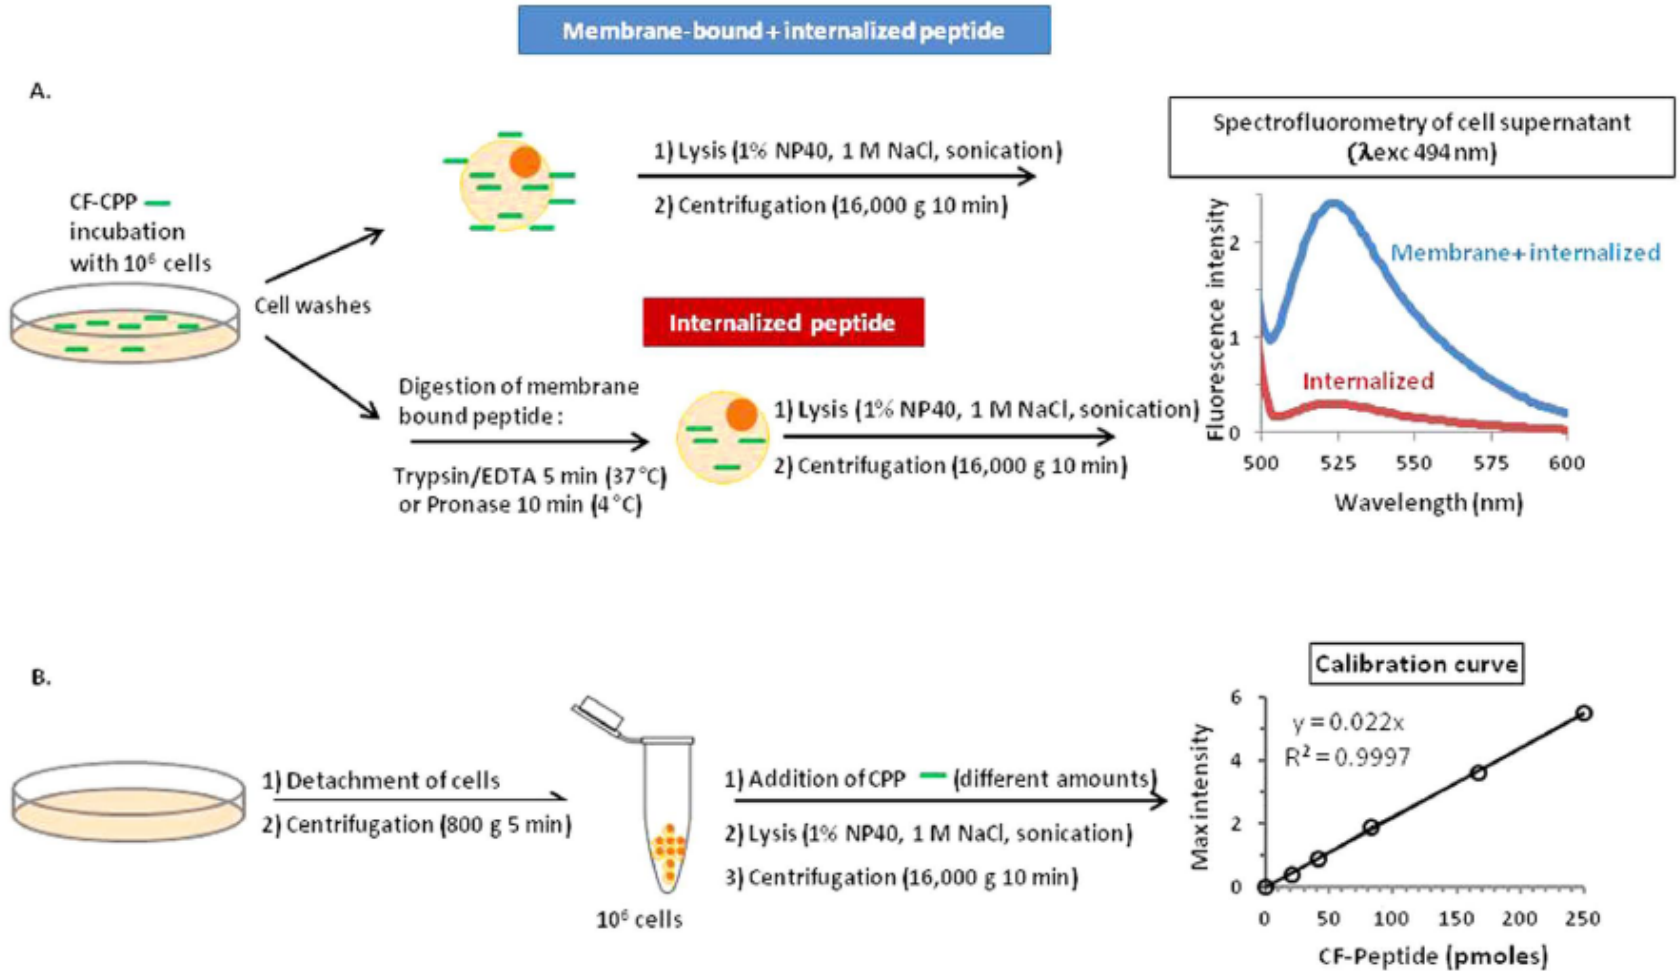 Membrane-bound + internalized peptide
A.
CF-CPP
incubation
with 10⁶ cells
Cell washes
1) Lysis (1% NP40, 1 M NaCl, sonication)
2) Centrifugation (16,000 g 10 min)
Internalized peptide
Digestion of membrane
bound peptide:
Trypsin/EDTA 5 min (37°C)
or Pronase 10 min (4°C)
1) Lysis (1% NP40, 1 M NaCl, sonication)
2) Centrifugation (16,000 g 10 min)
Spectrofluorometry of cell supernatant
(λexc 494 nm)
Fluorescence intensity
2
1
0
Membrane+internalized
Internalized
500 525 550 575 600
Wavelength (nm)
B.
1) Detachment of cells
2) Centrifugation (800 g 5 min)
10⁶ cells
1) Addition of CPP (different amounts)
2) Lysis (1% NP40, 1 M NaCl, sonication)
3) Centrifugation (16,000 g 10 min)
Calibration curve
Max intensity
6
4
2
0
y = 0.022x
R² = 0.9997
0 50 100 150 200 250
CF-Peptide (pmoles)